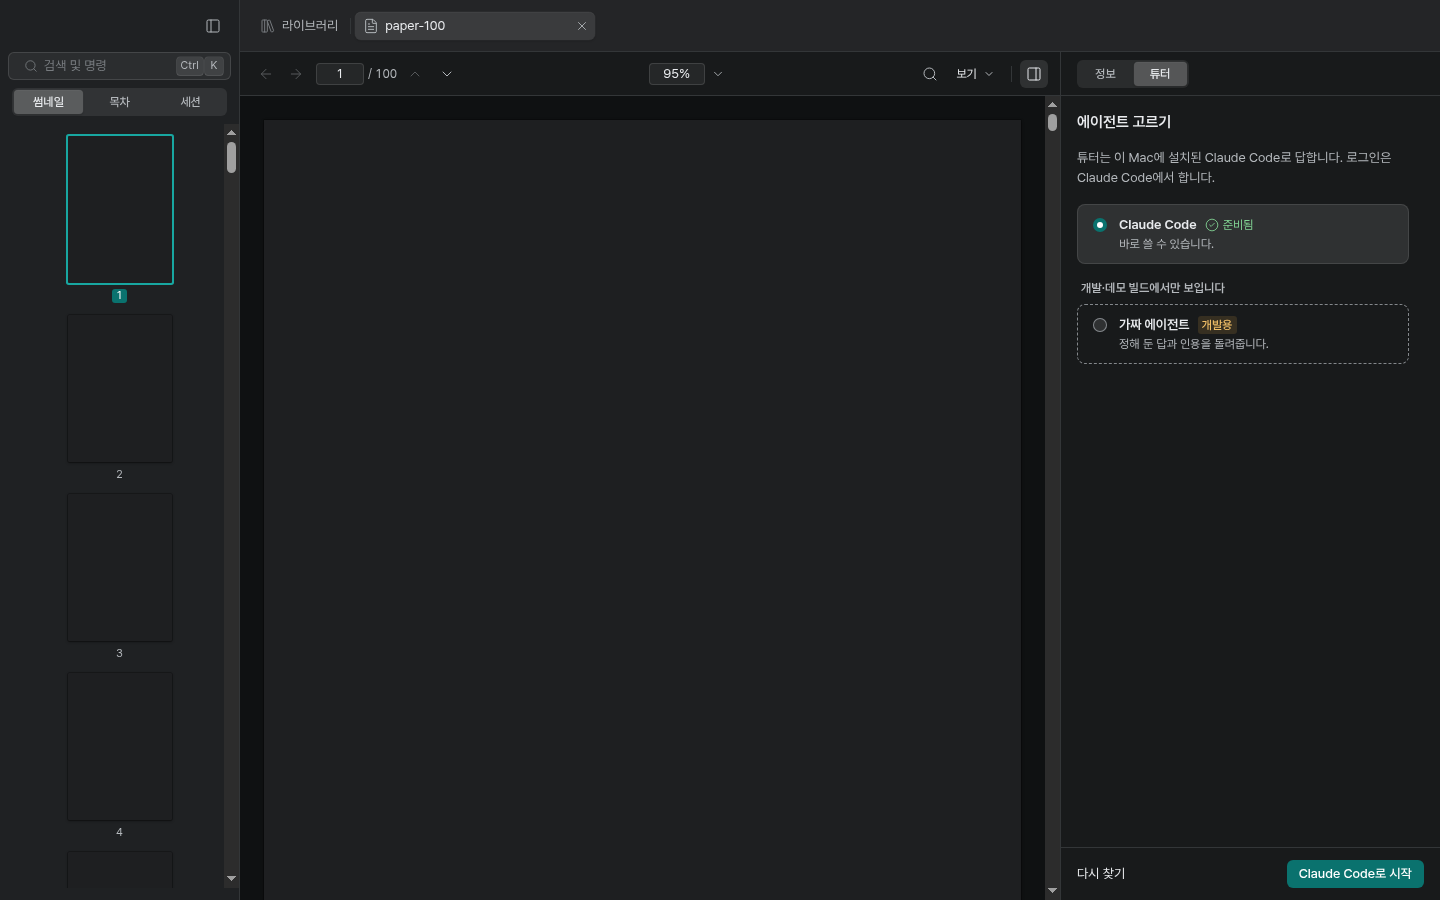 라이브러리
paper-100
검색 및 명령
Ctrl K
썸네일 목차 세션
1
2
3
4
1 / 100
95%
보기
정보 튜터
에이전트 고르기
튜터는 이 Mac에 설치된 Claude Code로 답합니다. 로그인은
Claude Code에서 합니다.
Claude Code 준비됨
바로 쓸 수 있습니다.
개발·데모 빌드에서만 보입니다
가짜 에이전트 개발용
정해 둔 답과 인용을 돌려줍니다.
다시 찾기
Claude Code로 시작